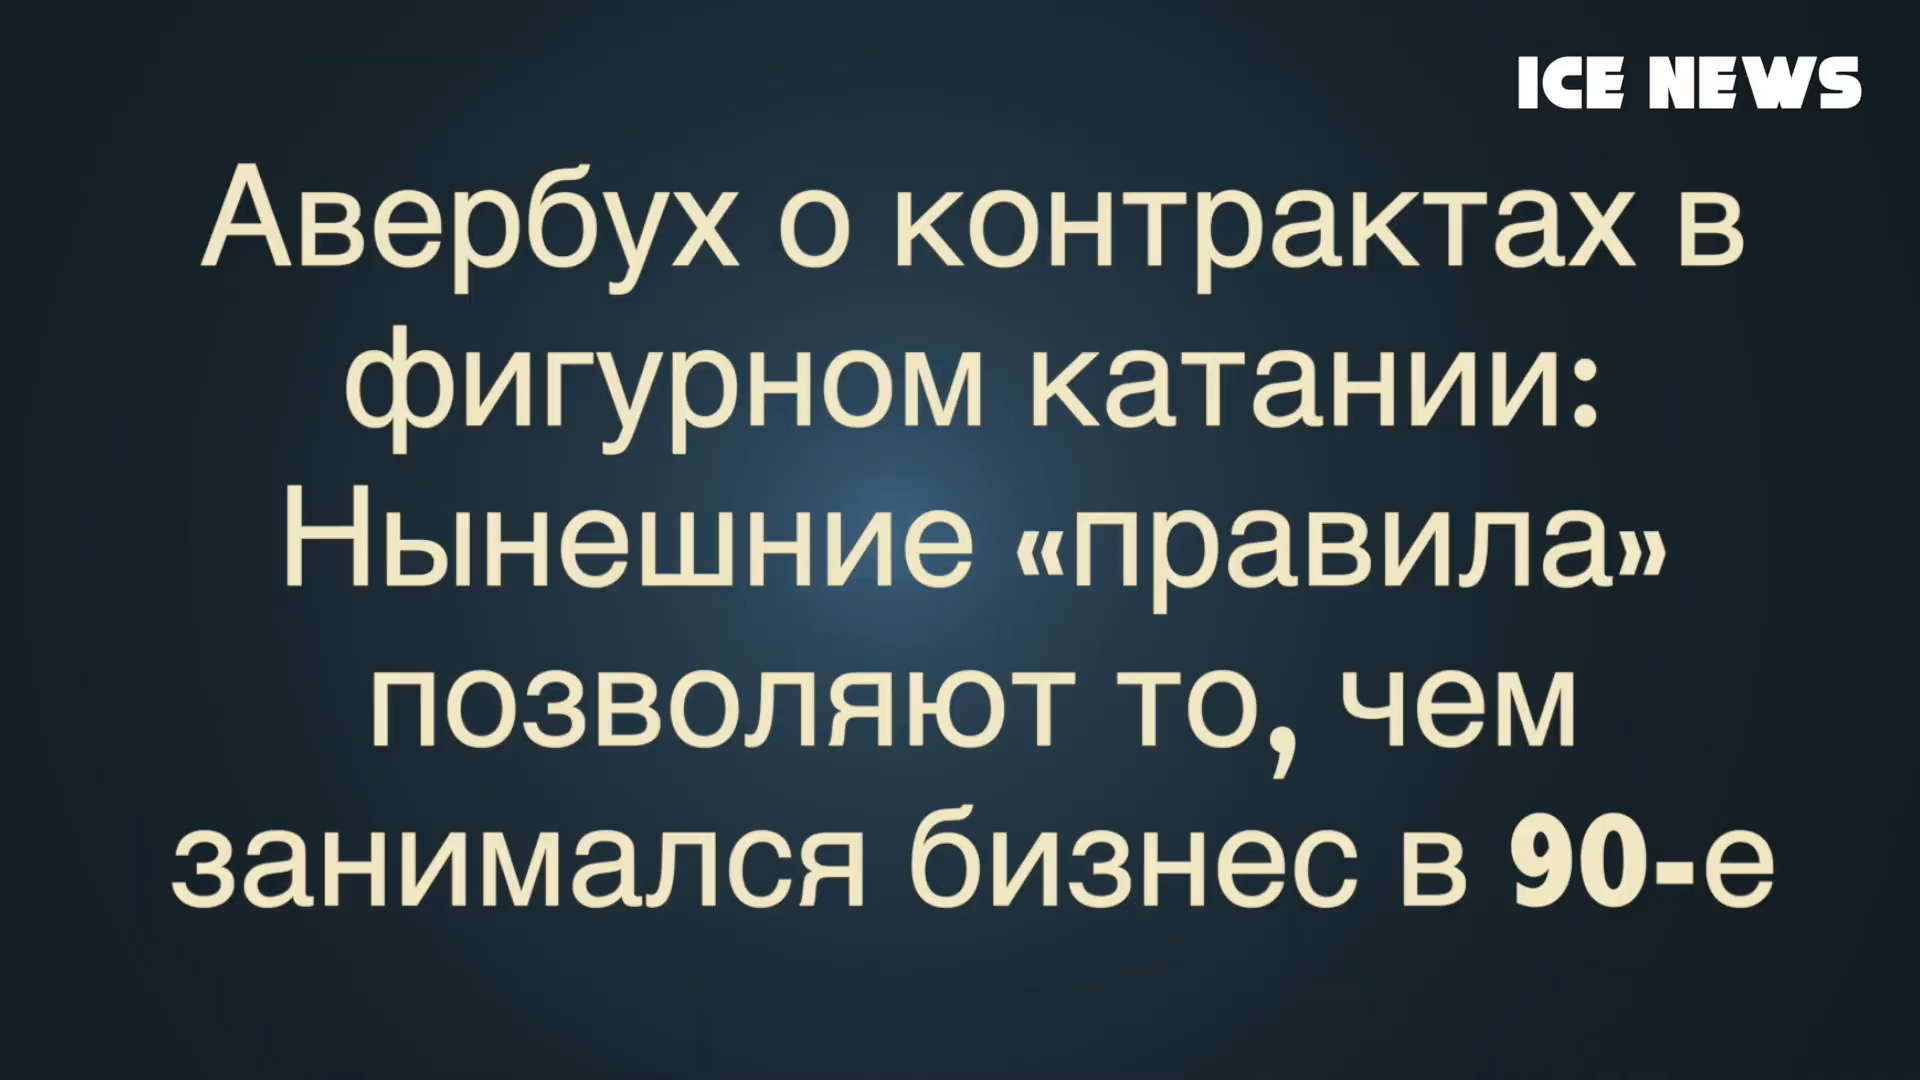 ICE NEWS
Авербух о контрактах в
фигурном катании:
Нынешние «правила»
позволяют то, чем
занимался бизнес в 90-е